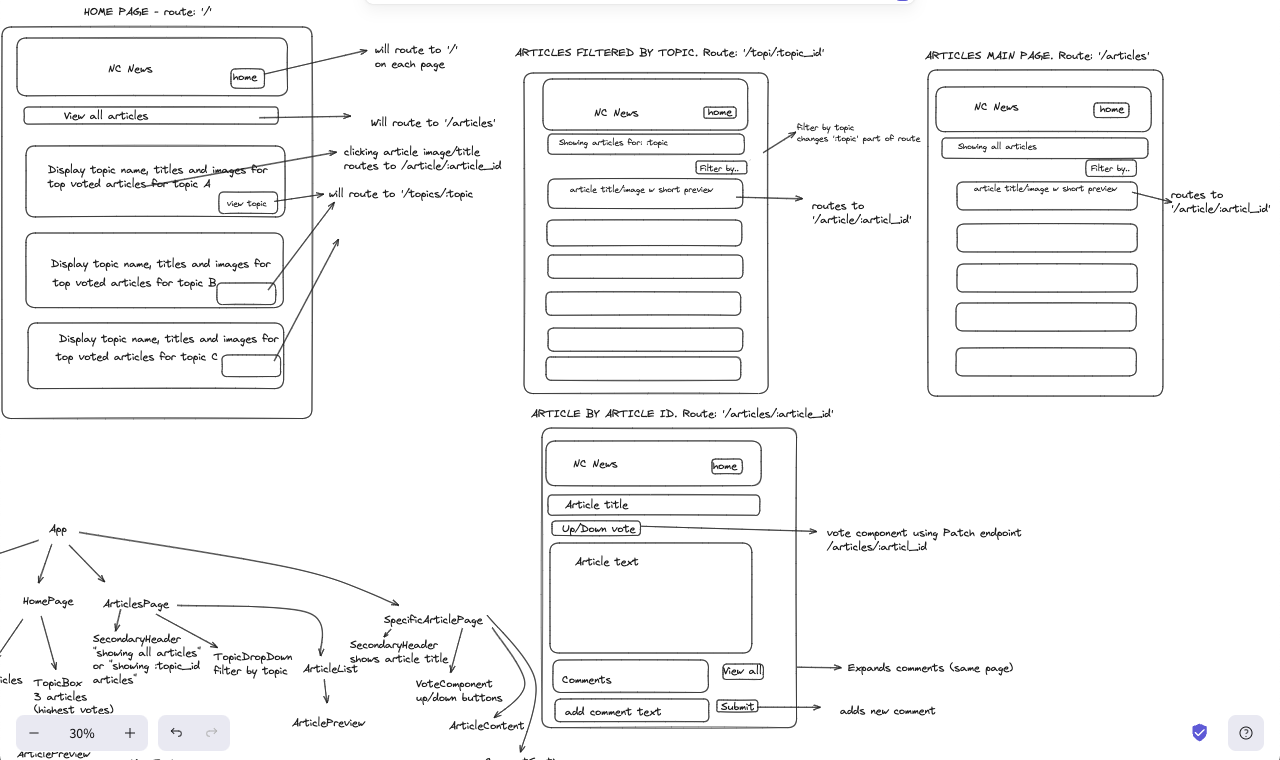 HOME PAGE - route: '/'
NC News
home
View all articles
Display topic name, titles and images for
top voted articles for topic A
view topic
Display topic name, titles and images for
top voted articles for topic B
Display topic name, titles and images for
top voted articles for topic C
will route to '/'
on each page
Will route to '/articles'
clicking article image/title
routes to /article/:article_id
will route to '/topics/:topic
ARTICLES FILTERED BY TOPIC. Route: '/topi/:topic_id'
NC News
home
Showing articles for: :topic
Filter by..
article title/image w short preview
filter by topic
changes ':topic' part of route
routes to
'/article/:articl_id'
ARTICLES MAIN PAGE. Route: '/articles'
NC News
home
Showing all articles
Filter by..
article title/image w short preview
routes to
'/article/:articl_id'
ARTICLE BY ARTICLE ID. Route: '/articles/:article_id'
NC News
home
Article title
Up/Down vote
Article text
Comments
View all
add comment text
Submit
vote component using Patch endpoint
/articles/:articl_id
Expands comments (same page)
adds new comment
App
HomePage
ArticlesPage
SpecificArticlePage
SecondaryHeader
"showing all articles"
or "showing :topic_id
articles"
TopicDropDown
filter by topic
ArticleList
ArticlePreview
SecondaryHeader
shows article title
VoteComponent
up/down buttons
ArticleContent
TopicBox
3 articles
(highest votes)
ArticlePreview
30%